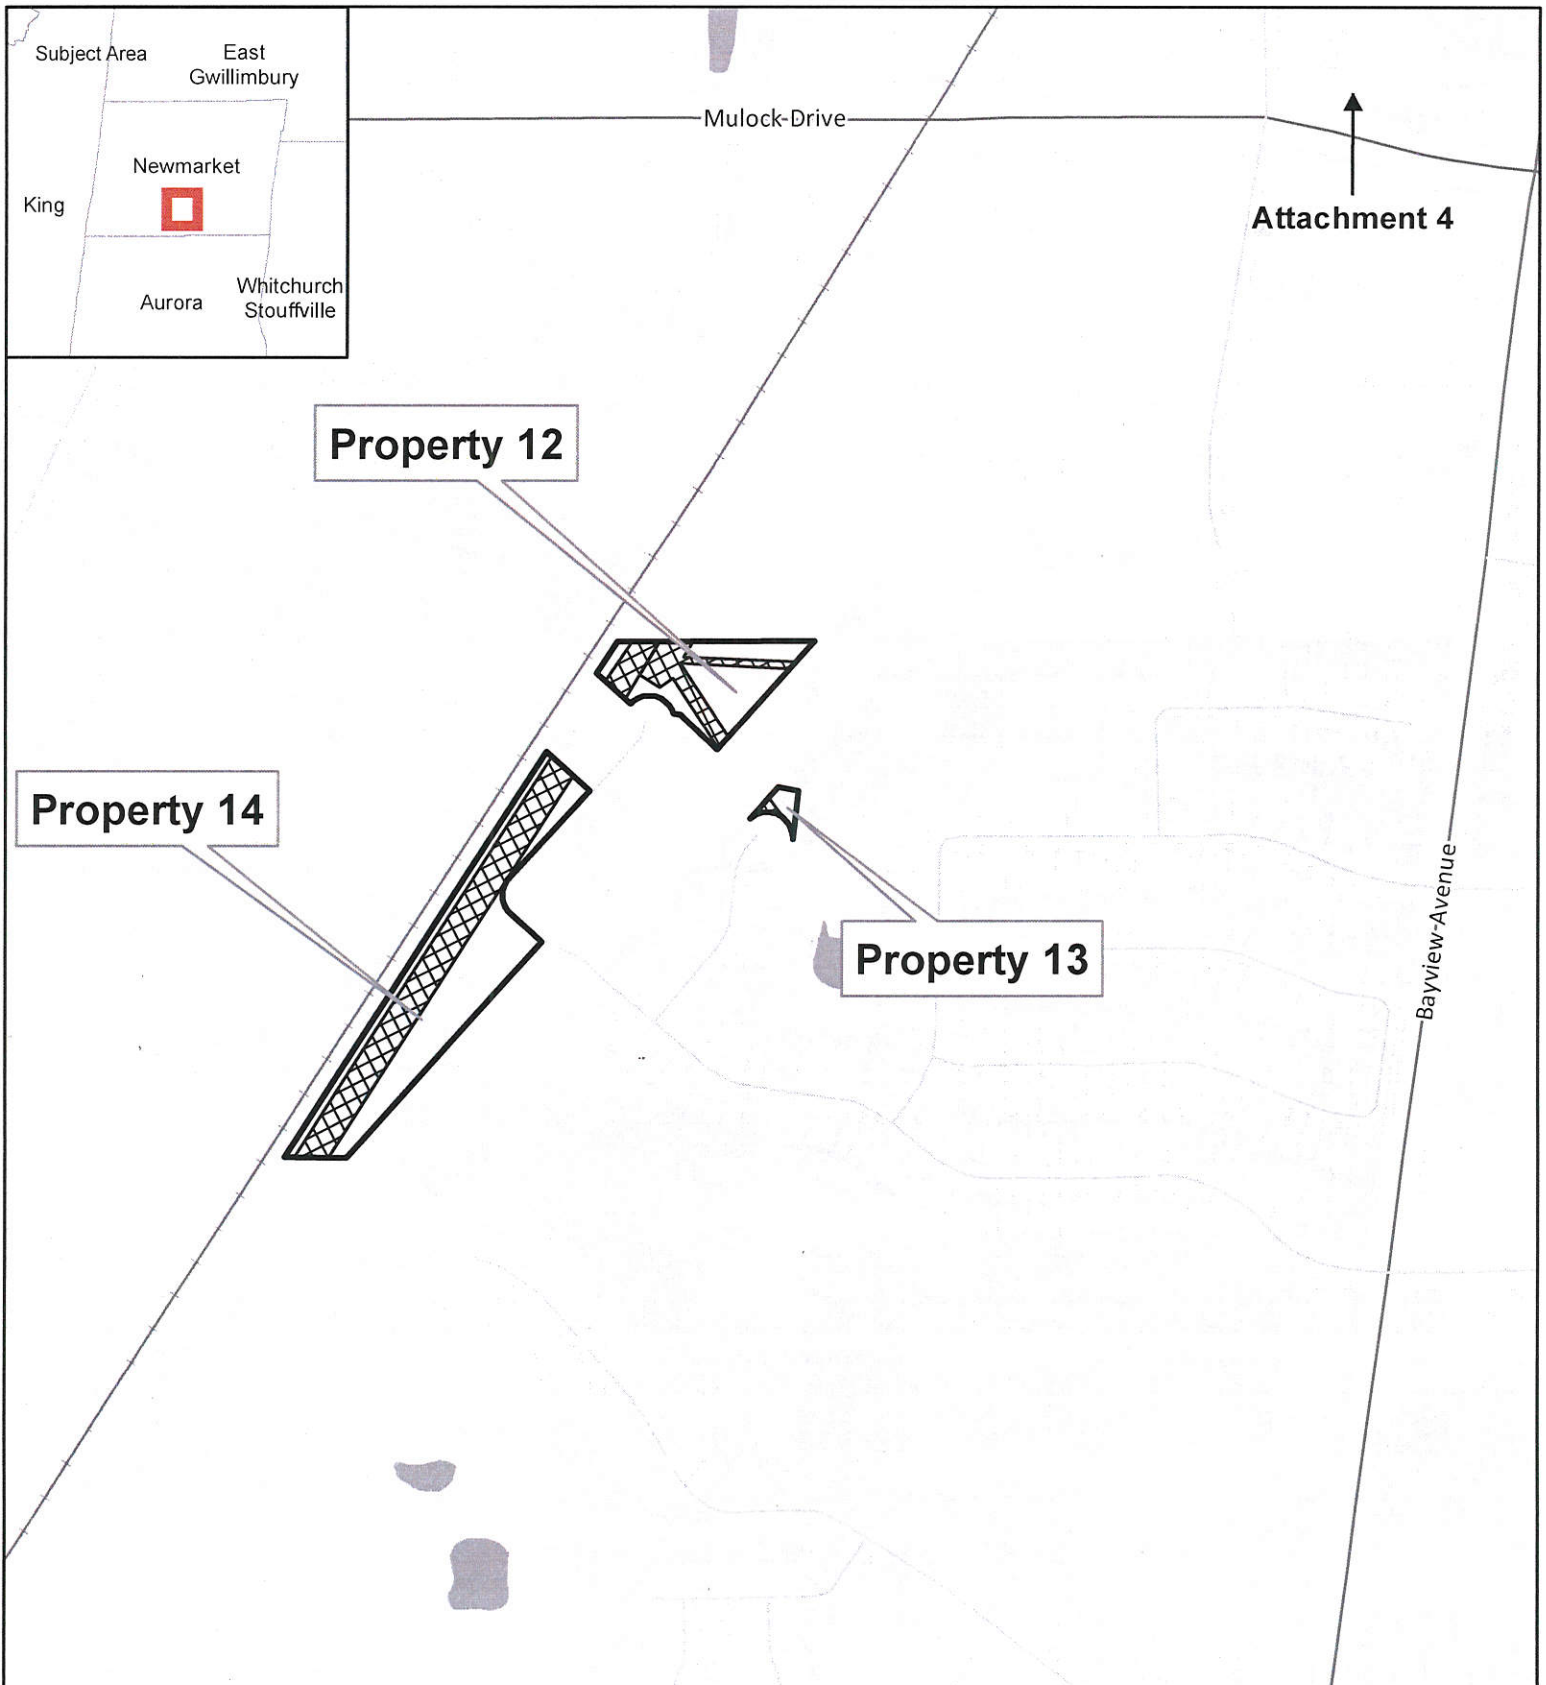 Subject Area
East
Gwillimbury
Newmarket
King
Aurora
Whitchurch
Stouffville
Mulock-Drive
Attachment 4
Property 12
Property 14
Property 13
Bayview-Avenue